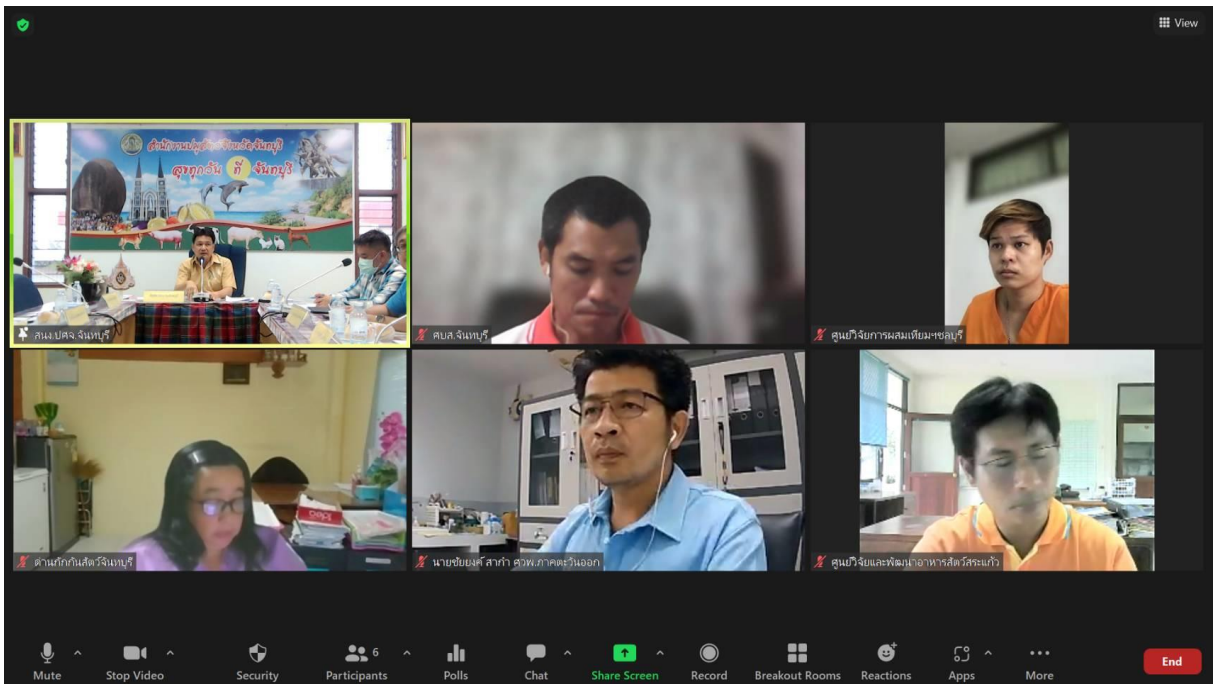 View
สำนักงานปศุสัตว์จังหวัดจันทบุรี
สุขทุกวัน ที่ จันทบุรี
สนง.ปศจ.จันทบุรี
ศบส.จันทบุรี
ศูนย์วิจัยการผสมเทียมฯชลบุรี
ด่านกักกันสัตว์จันทบุรี
นายชัยยงค์ สากำ ศวพ.ภาคตะวันออก
ศูนย์วิจัยและพัฒนาอาหารสัตว์สระแก้ว
Mute
Stop Video
Security
6
Participants
Polls
Chat
Share Screen
Record
Breakout Rooms
Reactions
Apps
More
End